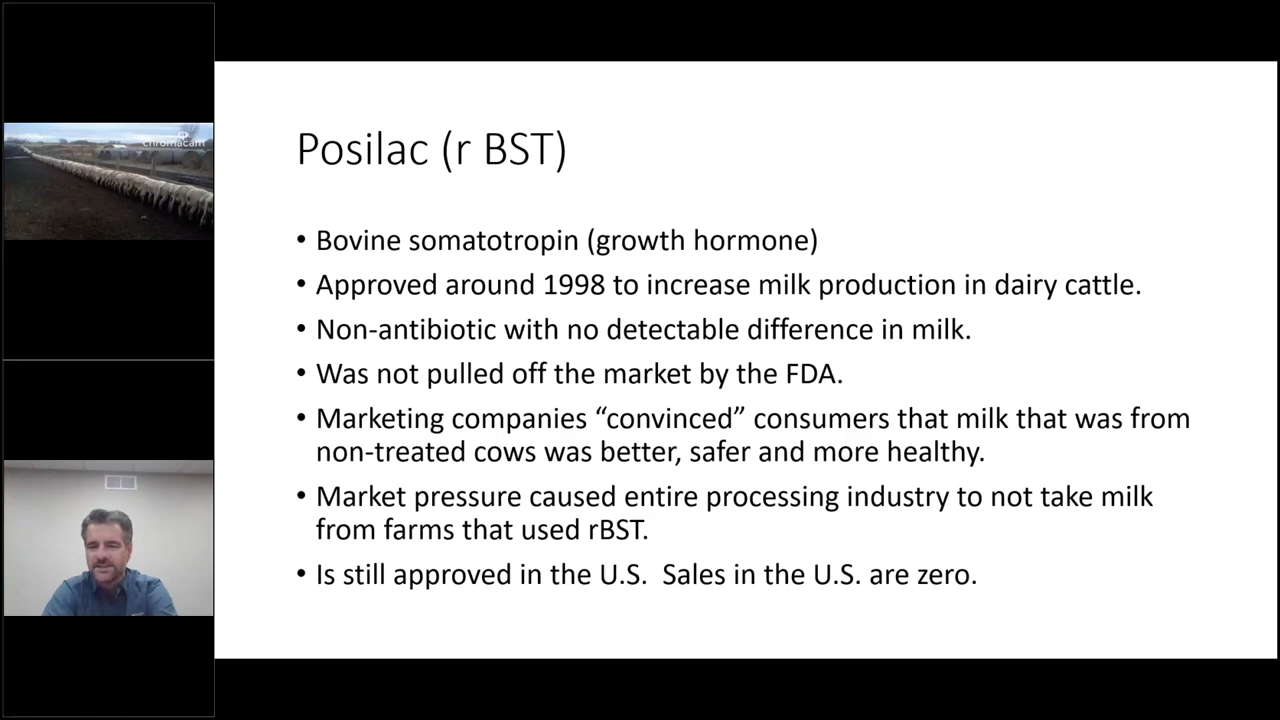 chromacam
Posilac (r BST)
• Bovine somatotropin (growth hormone)
• Approved around 1998 to increase milk production in dairy cattle.
• Non-antibiotic with no detectable difference in milk.
• Was not pulled off the market by the FDA.
• Marketing companies “convinced” consumers that milk that was from
non-treated cows was better, safer and more healthy.
• Market pressure caused entire processing industry to not take milk
from farms that used rBST.
• Is still approved in the U.S.  Sales in the U.S. are zero.